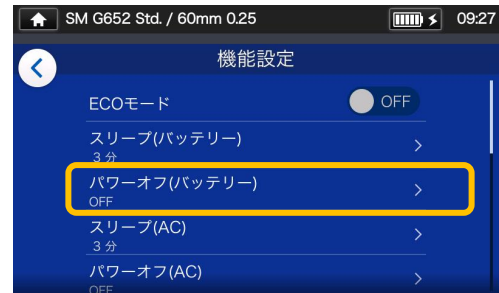 SM G652 Std. / 60mm 0.25 09:27
機能設定
ECOモード OFF
スリープ(バッテリー)
3 分
パワーオフ(バッテリー)
OFF
スリープ(AC)
3 分
パワーオフ(AC)
OFF